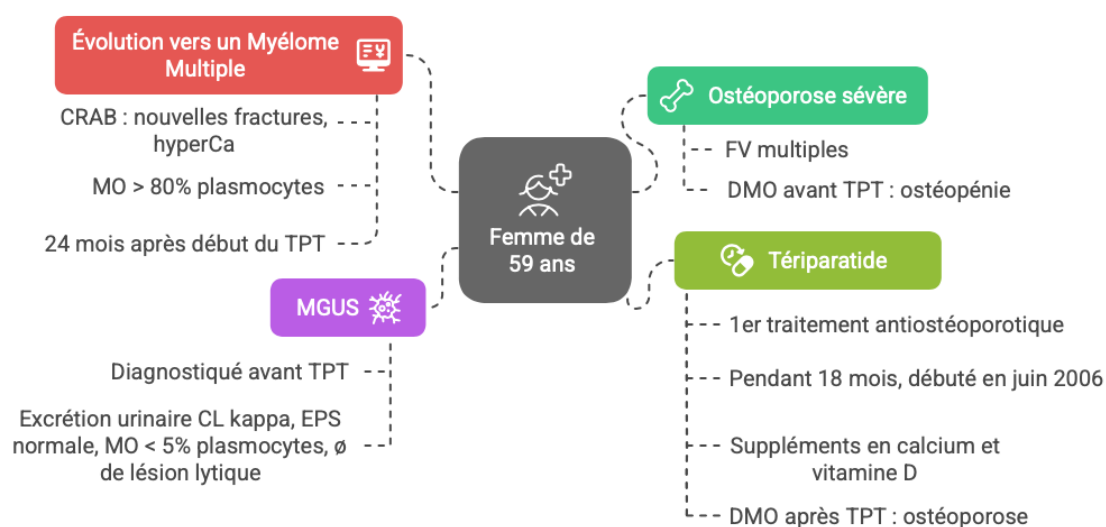 Évolution vers un Myélome
Multiple
CRAB : nouvelles fractures,
hyperCa
MO > 80% plasmocytes
24 mois après début du TPT
MGUS
Diagnostiqué avant TPT
Excrétion urinaire CL kappa, EPS
normale, MO < 5% plasmocytes, ø
de lésion lytique
Femme de
59 ans
Ostéoporose sévère
FV multiples
DMO avant TPT : ostéopénie
Tériparatide
1er traitement antiostéoporotique
Pendant 18 mois, débuté en juin 2006
Suppléments en calcium et
vitamine D
DMO après TPT : ostéoporose